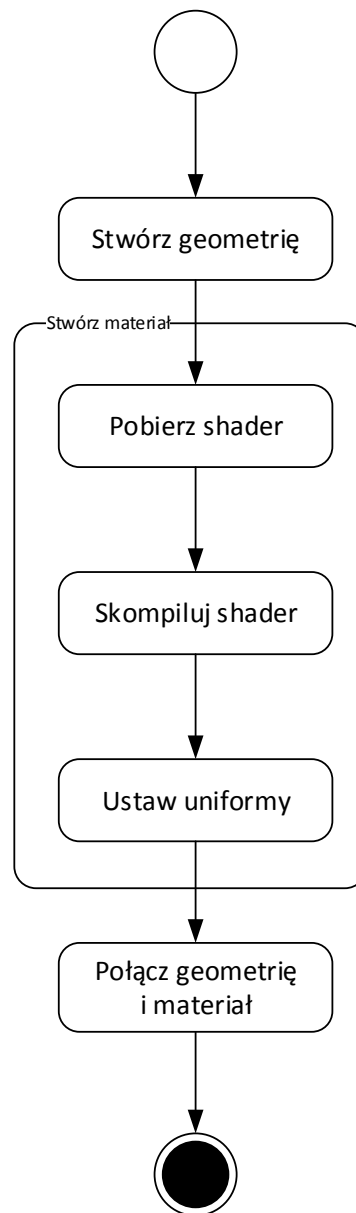 Stwórz geometrię
Stwórz materiał
Pobierz shader
Skompiluj shader
Ustaw uniformy
Połącz geometrię
i materiał